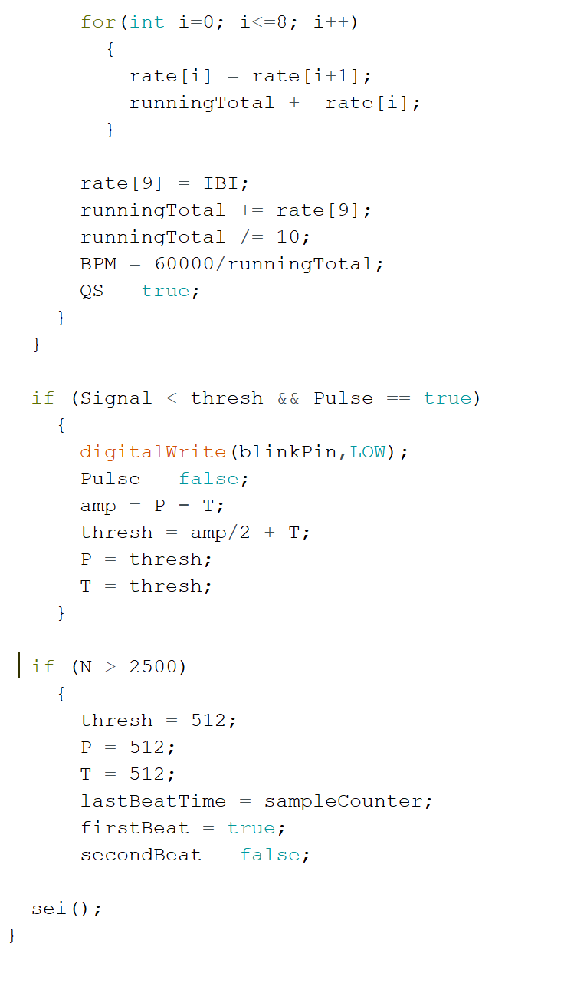 for(int i=0; i<=8; i++)
{
rate[i] = rate[i+1];
runningTotal += rate[i];
}
rate[9] = IBI;
runningTotal += rate[9];
runningTotal /= 10;
BPM = 60000/runningTotal;
QS = true;
}
}
if (Signal < thresh && Pulse == true)
{
digitalWrite(blinkPin,LOW);
Pulse = false;
amp = P - T;
thresh = amp/2 + T;
P = thresh;
T = thresh;
}
if (N > 2500)
{
thresh = 512;
P = 512;
T = 512;
lastBeatTime = sampleCounter;
firstBeat = true;
secondBeat = false;
sei();
}